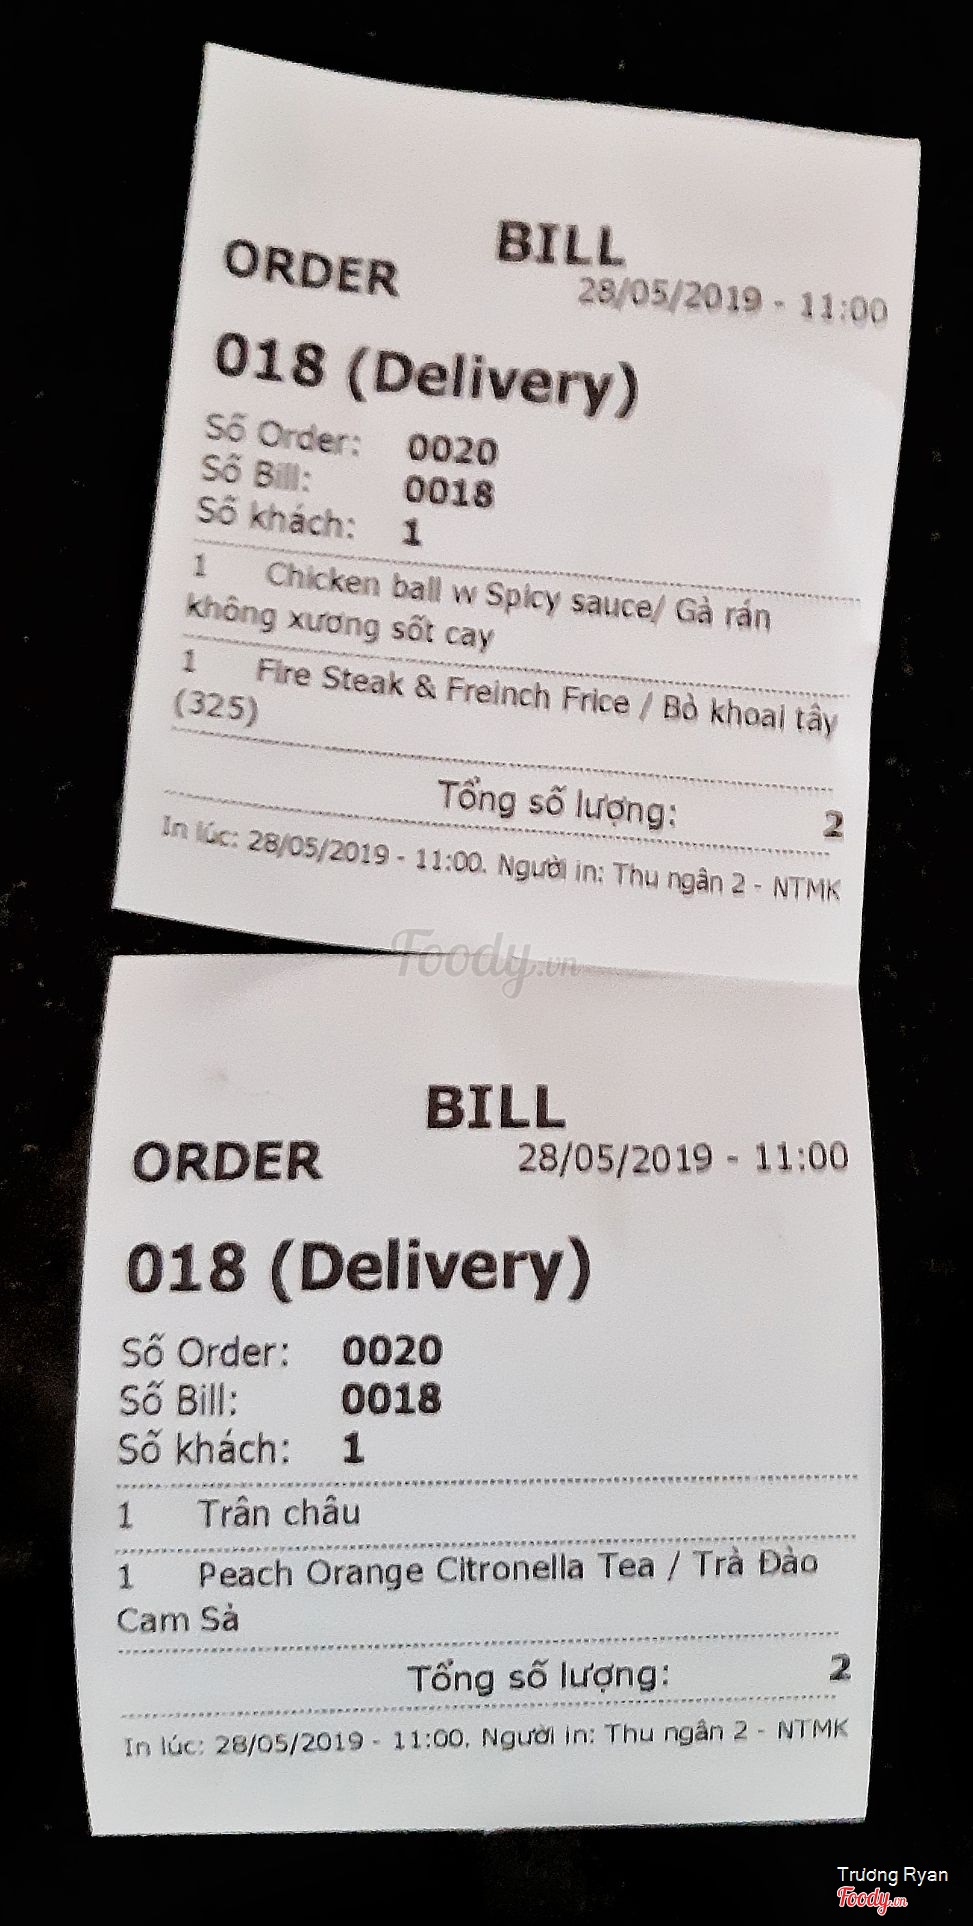 BILL
ORDER
28/05/2019 - 11:00
018 (Delivery)
Số Order: 0020
Số Bill: 0018
Số khách: 1
1 Chicken ball w Spicy sauce/ Gà rán
không xương sốt cay
1 Fire Steak & Freinch Frice / Bò khoai tây
(325)
Tổng số lượng: 2
In lúc: 28/05/2019 - 11:00. Người in: Thu ngân 2 - NTMK
Foody.vn
BILL
ORDER
28/05/2019 - 11:00
018 (Delivery)
Số Order: 0020
Số Bill: 0018
Số khách: 1
1 Trân châu
1 Peach Orange Citronella Tea / Trà Đào
Cam Sả
Tổng số lượng: 2
In lúc: 28/05/2019 - 11:00. Người in: Thu ngân 2 - NTMK
Trương Ryan
Foody.vn